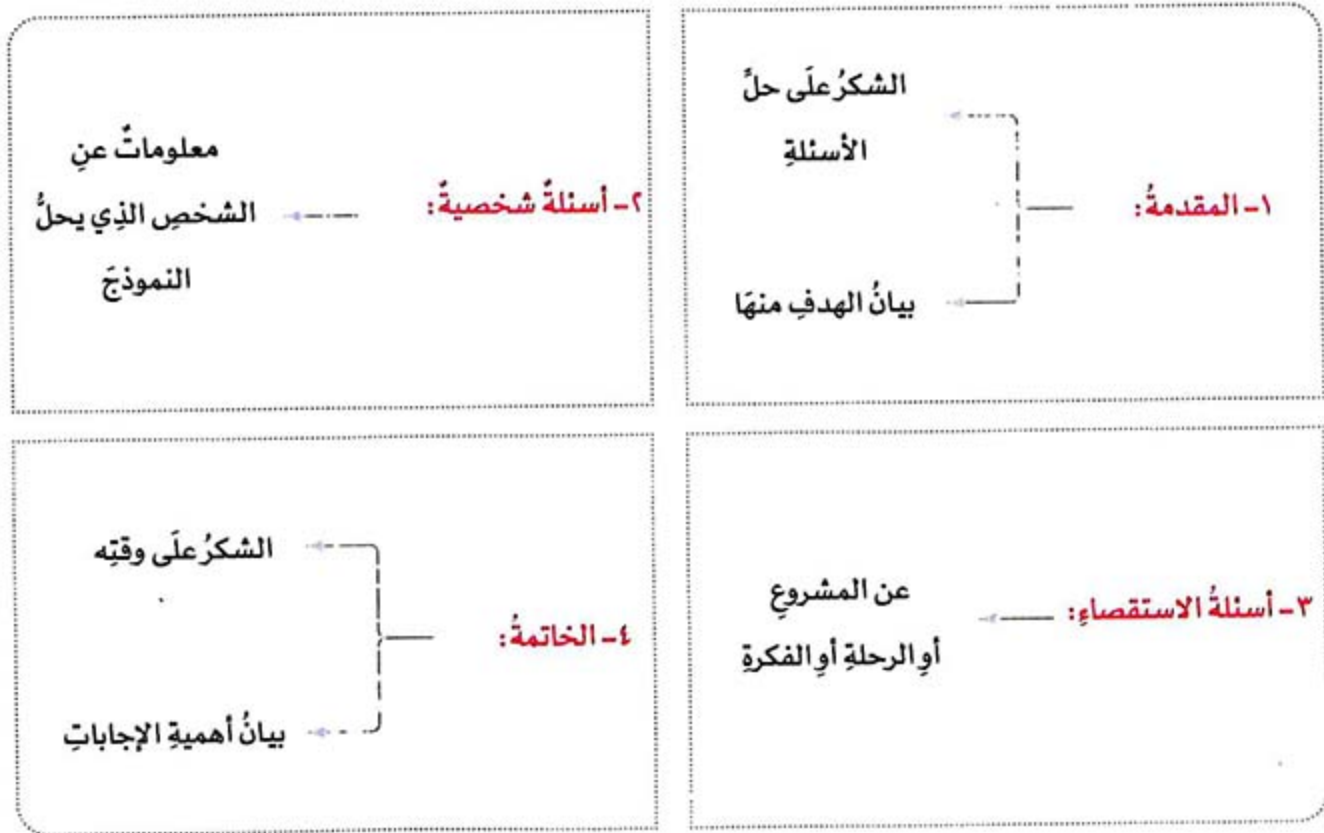 ١- المقدمةُ:
الشكرُ علَى حلِّ
الأسئلةِ
بيانُ الهدفِ منهَا
٢- أسئلةٌ شخصيةٌ:
معلوماتٌ عنِ
الشخصِ الذِي يحلُّ
النموذجَ
٣- أسئلةُ الاستقصاءِ:
عن المشروعِ
أوِ الرحلةِ أوِ الفكرةِ
٤- الخاتمةُ:
الشكرُ علَى وقتِه
بيانُ أهميةِ الإجاباتِ